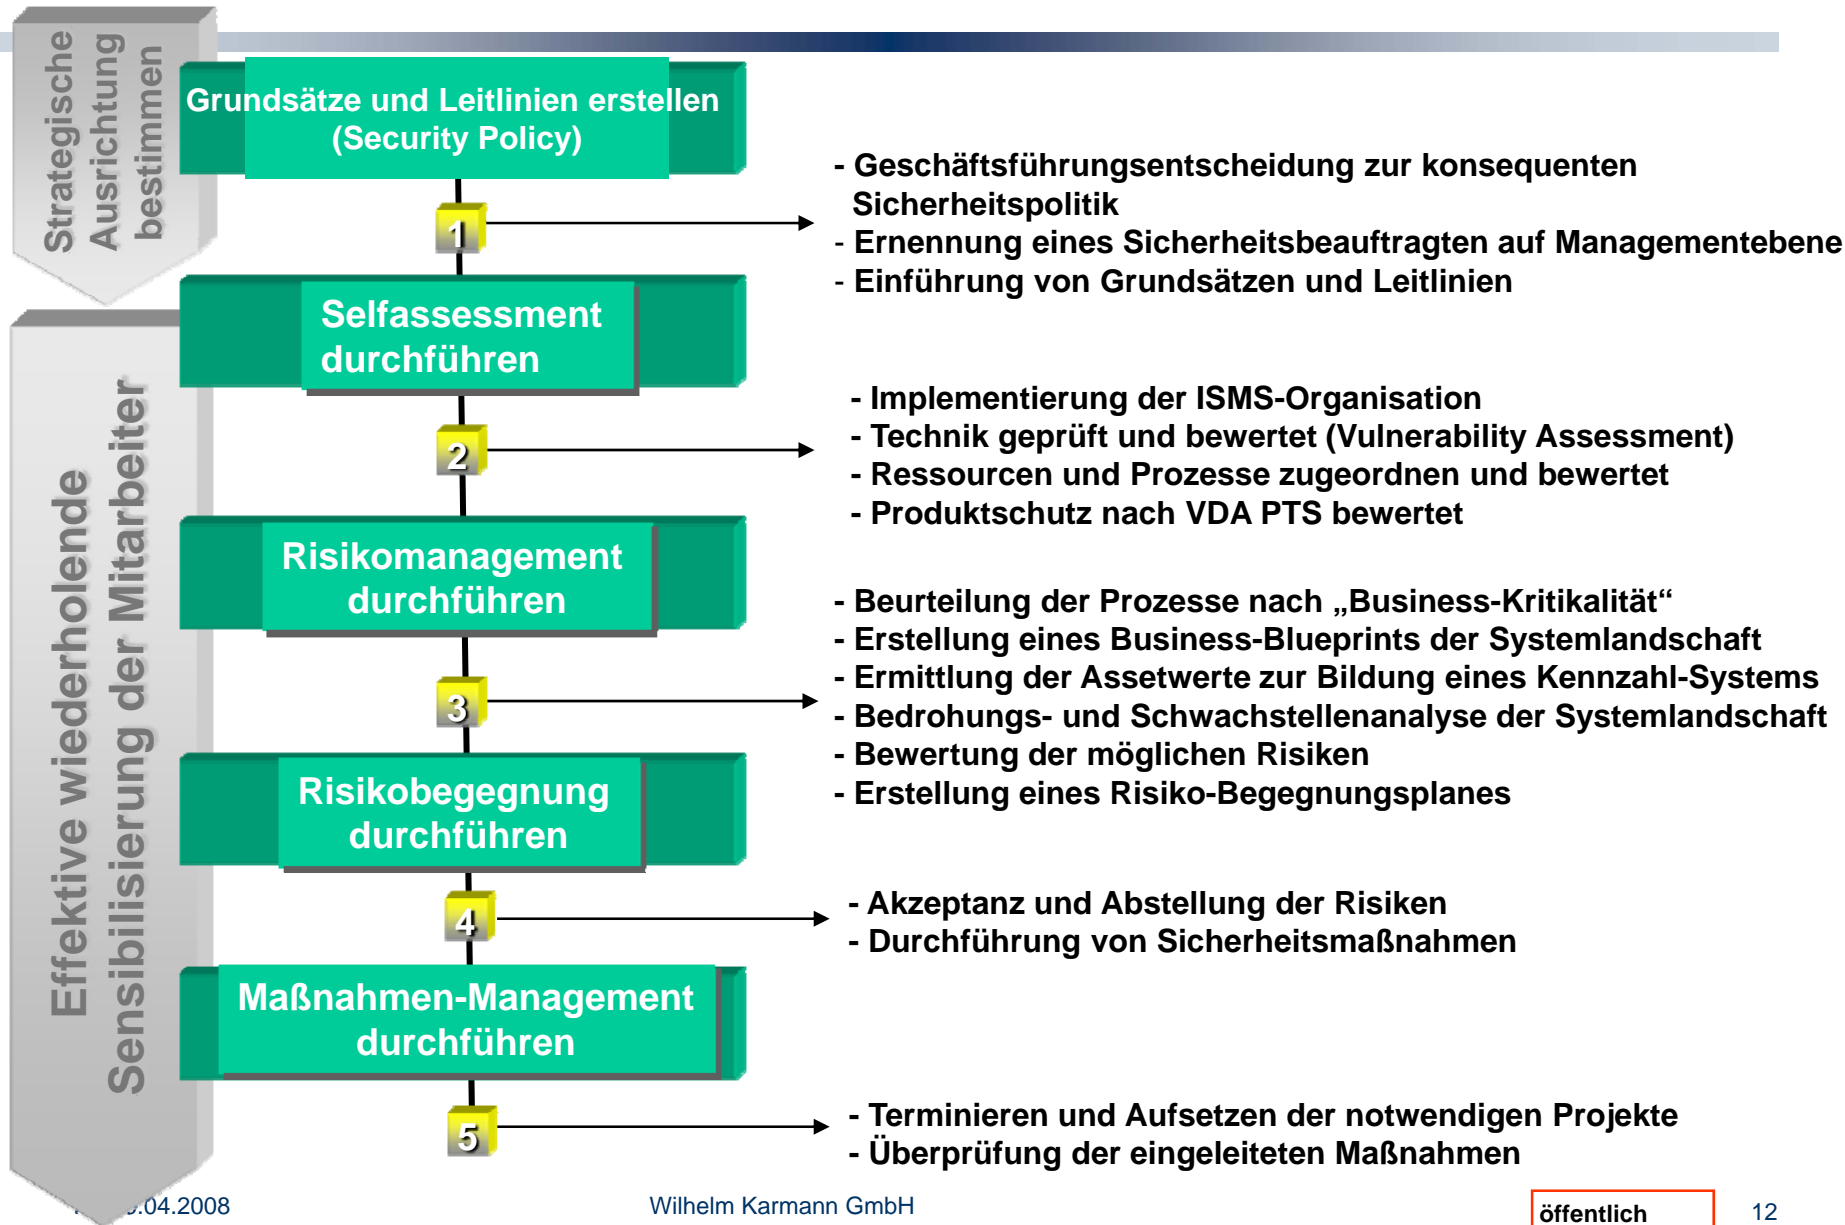 Strategische
Ausrichtung
bestimmen
Grundsätze und Leitlinien erstellen
(Security Policy)
1
- Geschäftsführungsentscheidung zur konsequenten
Sicherheitspolitik
- Ernennung eines Sicherheitsbeauftragten auf Managementebene
- Einführung von Grundsätzen und Leitlinien
Effektive wiederholende
Sensibilisierung der Mitarbeiter
Selfassessment
durchführen
2
- Implementierung der ISMS-Organisation
- Technik geprüft und bewertet (Vulnerability Assessment)
- Ressourcen und Prozesse zugeordnen und bewertet
- Produktschutz nach VDA PTS bewertet
Risikomanagement
durchführen
3
- Beurteilung der Prozesse nach „Business-Kritikalität“
- Erstellung eines Business-Blueprints der Systemlandschaft
- Ermittlung der Assetwerte zur Bildung eines Kennzahl-Systems
- Bedrohungs- und Schwachstellenanalyse der Systemlandschaft
- Bewertung der möglichen Risiken
- Erstellung eines Risiko-Begegnungsplanes
Risikobegegnung
durchführen
4
- Akzeptanz und Abstellung der Risiken
- Durchführung von Sicherheitsmaßnahmen
Maßnahmen-Management
durchführen
5
- Terminieren und Aufsetzen der notwendigen Projekte
- Überprüfung der eingeleiteten Maßnahmen
.04.2008
Wilhelm Karmann GmbH
öffentlich
12